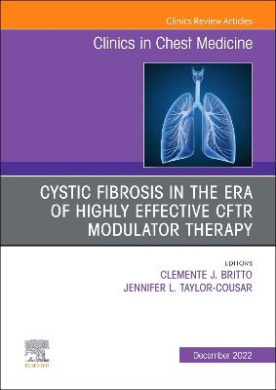 Clinics Review Articles
Clinics in Chest Medicine
CYSTIC FIBROSIS IN THE ERA
OF HIGHLY EFFECTIVE CFTR
MODULATOR THERAPY
EDITORS
CLEMENTE J. BRITTO
JENNIFER L. TAYLOR-COUSAR
ELSEVIER
December 2022